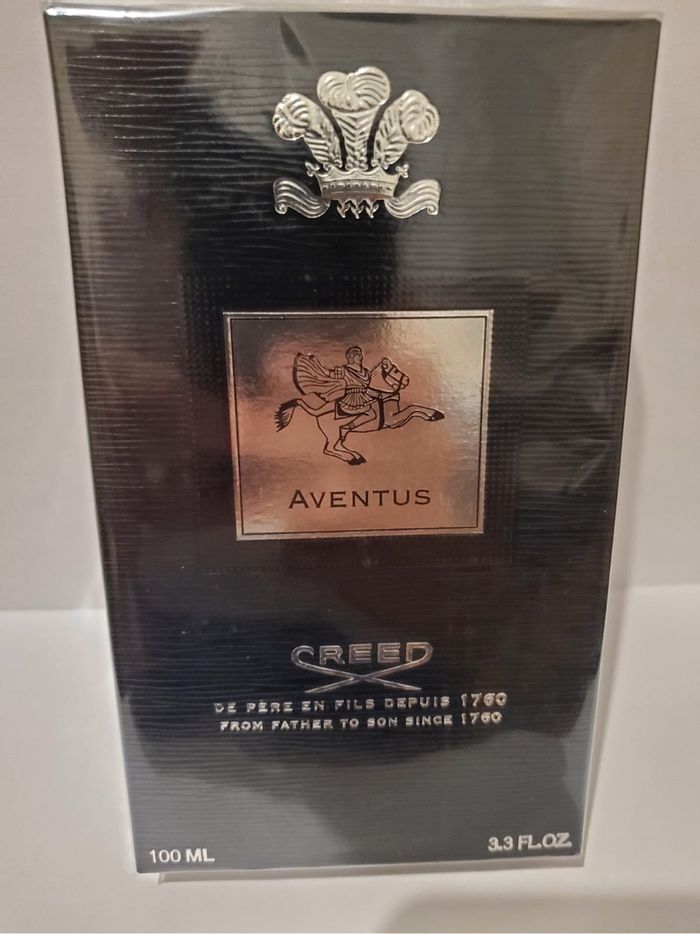 AVENTUS
CREED
DE PÈRE EN FILS DEPUIS 1760
FROM FATHER TO SON SINCE 1760
100 ML
3.3 FL.OZ.